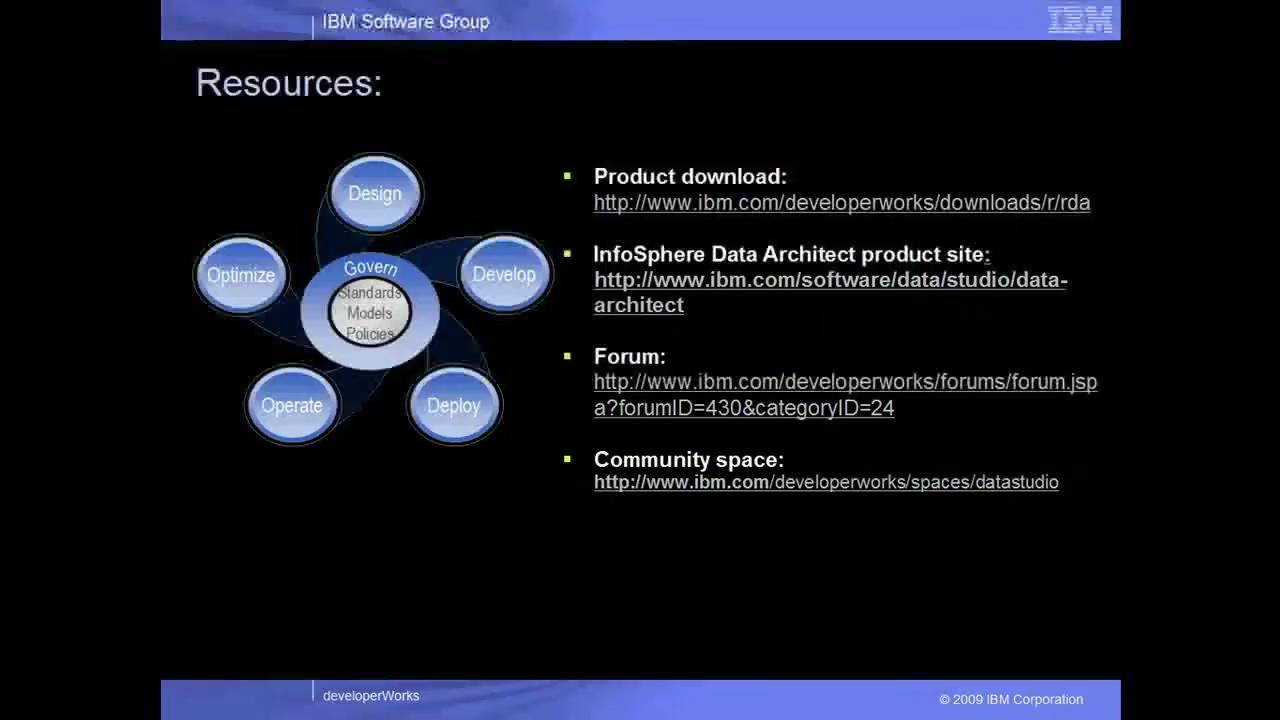 IBM Software Group
IBM
Resources:
Design
Optimize
Govern
Develop
Standards
Models
Policies
Operate
Deploy
Product download:
http://www.ibm.com/developerworks/downloads/r/rda
InfoSphere Data Architect product site:
http://www.ibm.com/software/data/studio/data-
architect
Forum:
http://www.ibm.com/developerworks/forums/forum.jsp
a?forumID=430&categoryID=24
Community space:
http://www.ibm.com/developerworks/spaces/datastudio
developerWorks
© 2009 IBM Corporation